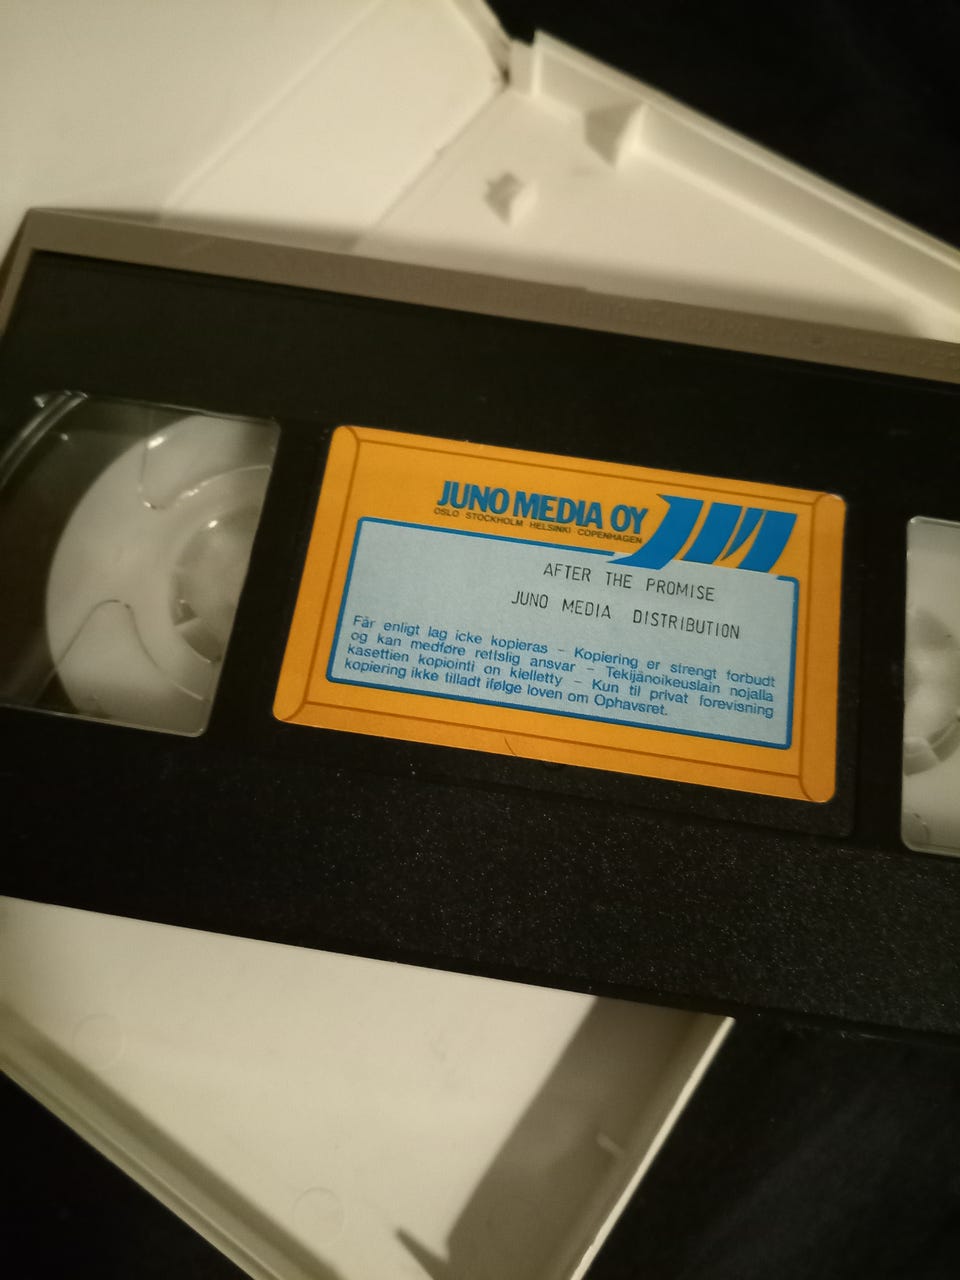 JUNO MEDIA OY
OSLO STOCKHOLM HELSINKI COPENHAGEN
AFTER THE PROMISE
JUNO MEDIA DISTRIBUTION
Får enligt lag icke kopieras – Kopiering er strengt forbudt
og kan medføre rettslig ansvar – Tekijänoikeuslain nojalla
kasettien kopiointi on kielletty – Kun til privat forevisning
kopiering ikke tilladt ifølge loven om Ophavsret.